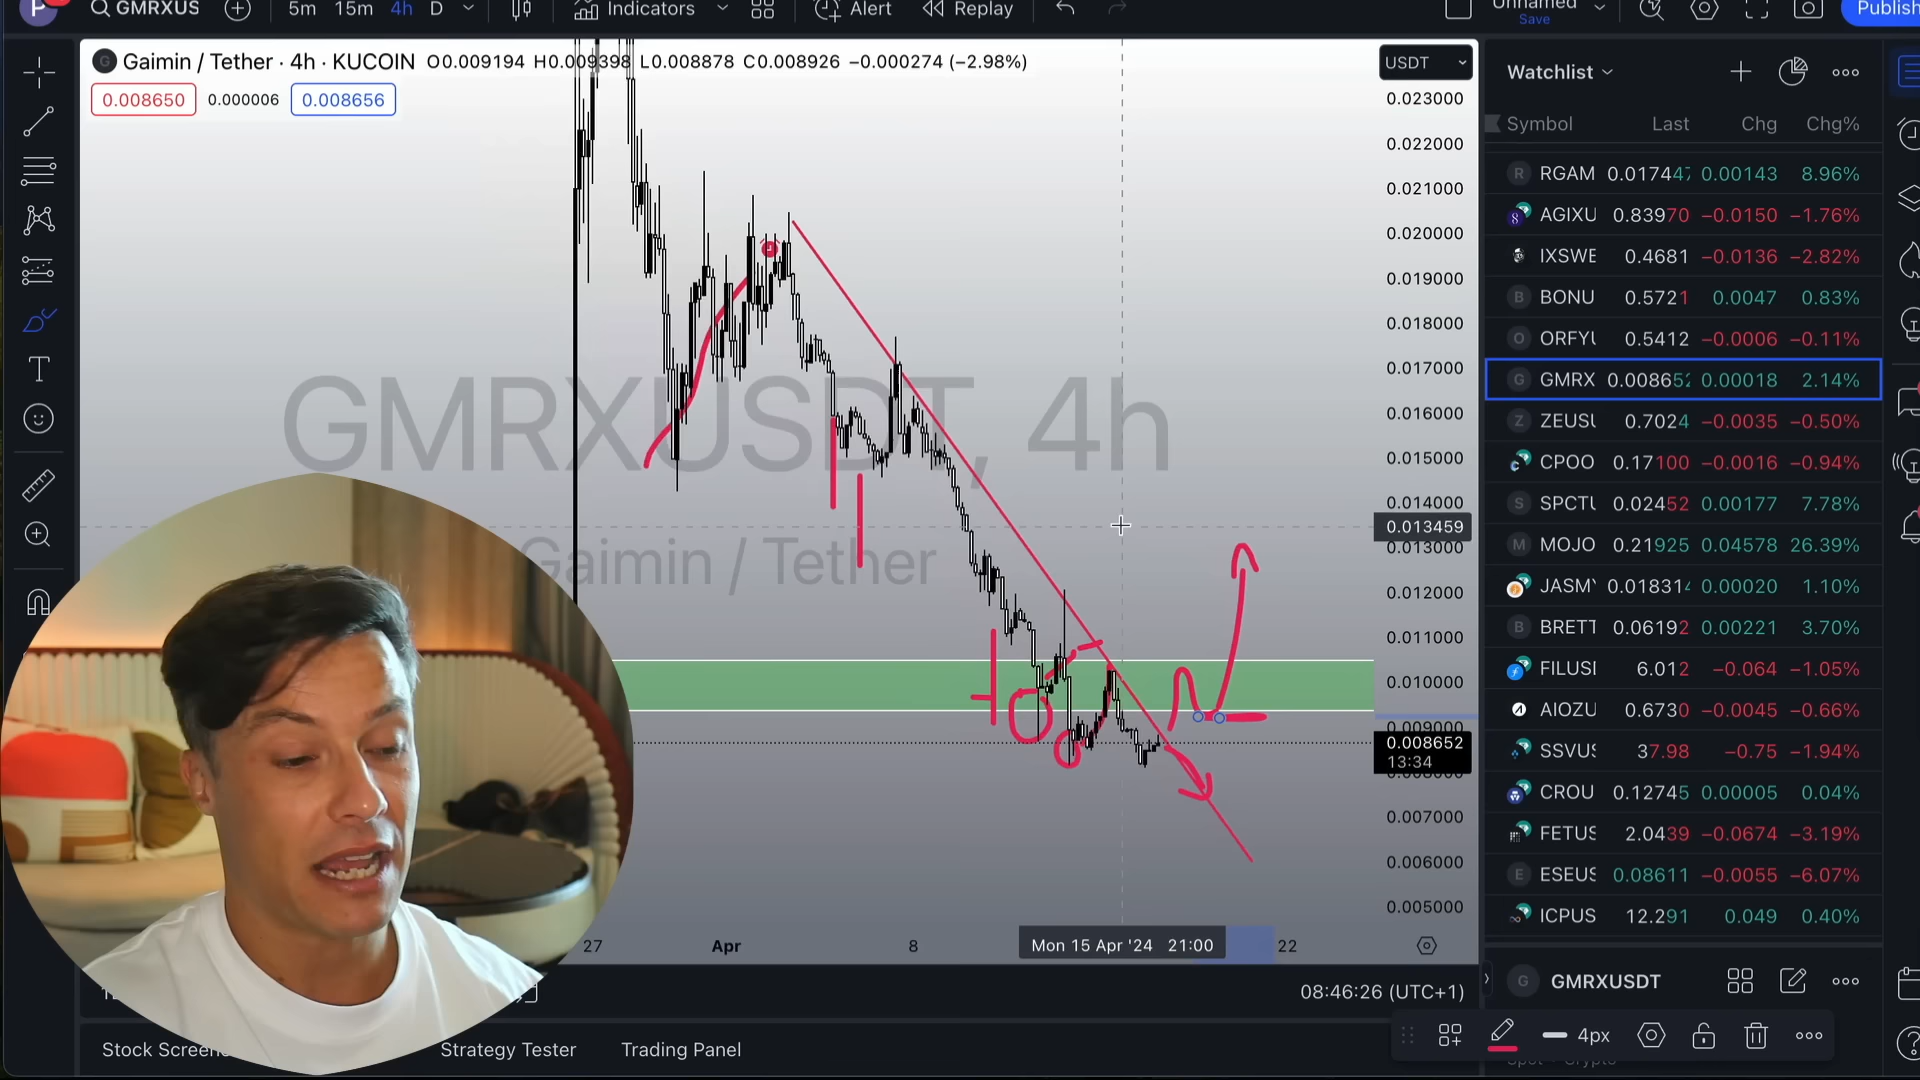 GMRXUS
5m 15m 4h D
Indicators
Alert
Replay
Unnamed
Save
Publish
Gaimin / Tether · 4h · KUCOIN O0.009194 H0.009398 L0.008878 C0.008926 −0.000274 (−2.98%)
0.008650 0.000006 0.008656
GMRXUSDT, 4h
Gaimin / Tether
USDT
0.023000
0.022000
0.021000
0.020000
0.019000
0.018000
0.017000
0.016000
0.015000
0.014000
0.013459
0.013000
0.012000
0.011000
0.010000
0.009000
0.008652
13:34
0.008000
0.007000
0.006000
0.005000
27 Apr 8 Mon 15 Apr '24 21:00 22
08:46:26 (UTC+1)
Strategy Tester
Trading Panel
Watchlist
Symbol Last Chg Chg%
RGAM 0.017447 0.00143 8.96%
AGIXU 0.83970 −0.0150 −1.76%
IXSWE 0.4681 −0.0136 −2.82%
BONU 0.5721 0.0047 0.83%
ORFYU 0.5412 −0.0006 −0.11%
GMRX 0.008652 0.00018 2.14%
ZEUSU 0.7024 −0.0035 −0.50%
CPOO 0.17100 −0.0016 −0.94%
SPCTU 0.02452 0.00177 7.78%
MOJO 0.21925 0.04578 26.39%
JASMY 0.018314 0.00020 1.10%
BRETT 0.06192 0.00221 3.70%
FILUSI 6.012 −0.064 −1.05%
AIOZU 0.6730 −0.0045 −0.66%
SSVUS 37.98 −0.75 −1.94%
CROU 0.12745 0.00005 0.04%
FETUS 2.0439 −0.0674 −3.19%
ESEUS 0.08611 −0.0055 −6.07%
ICPUS 12.291 0.049 0.40%
GMRXUSDT
4px
Stock Screen
Spot · Crypto